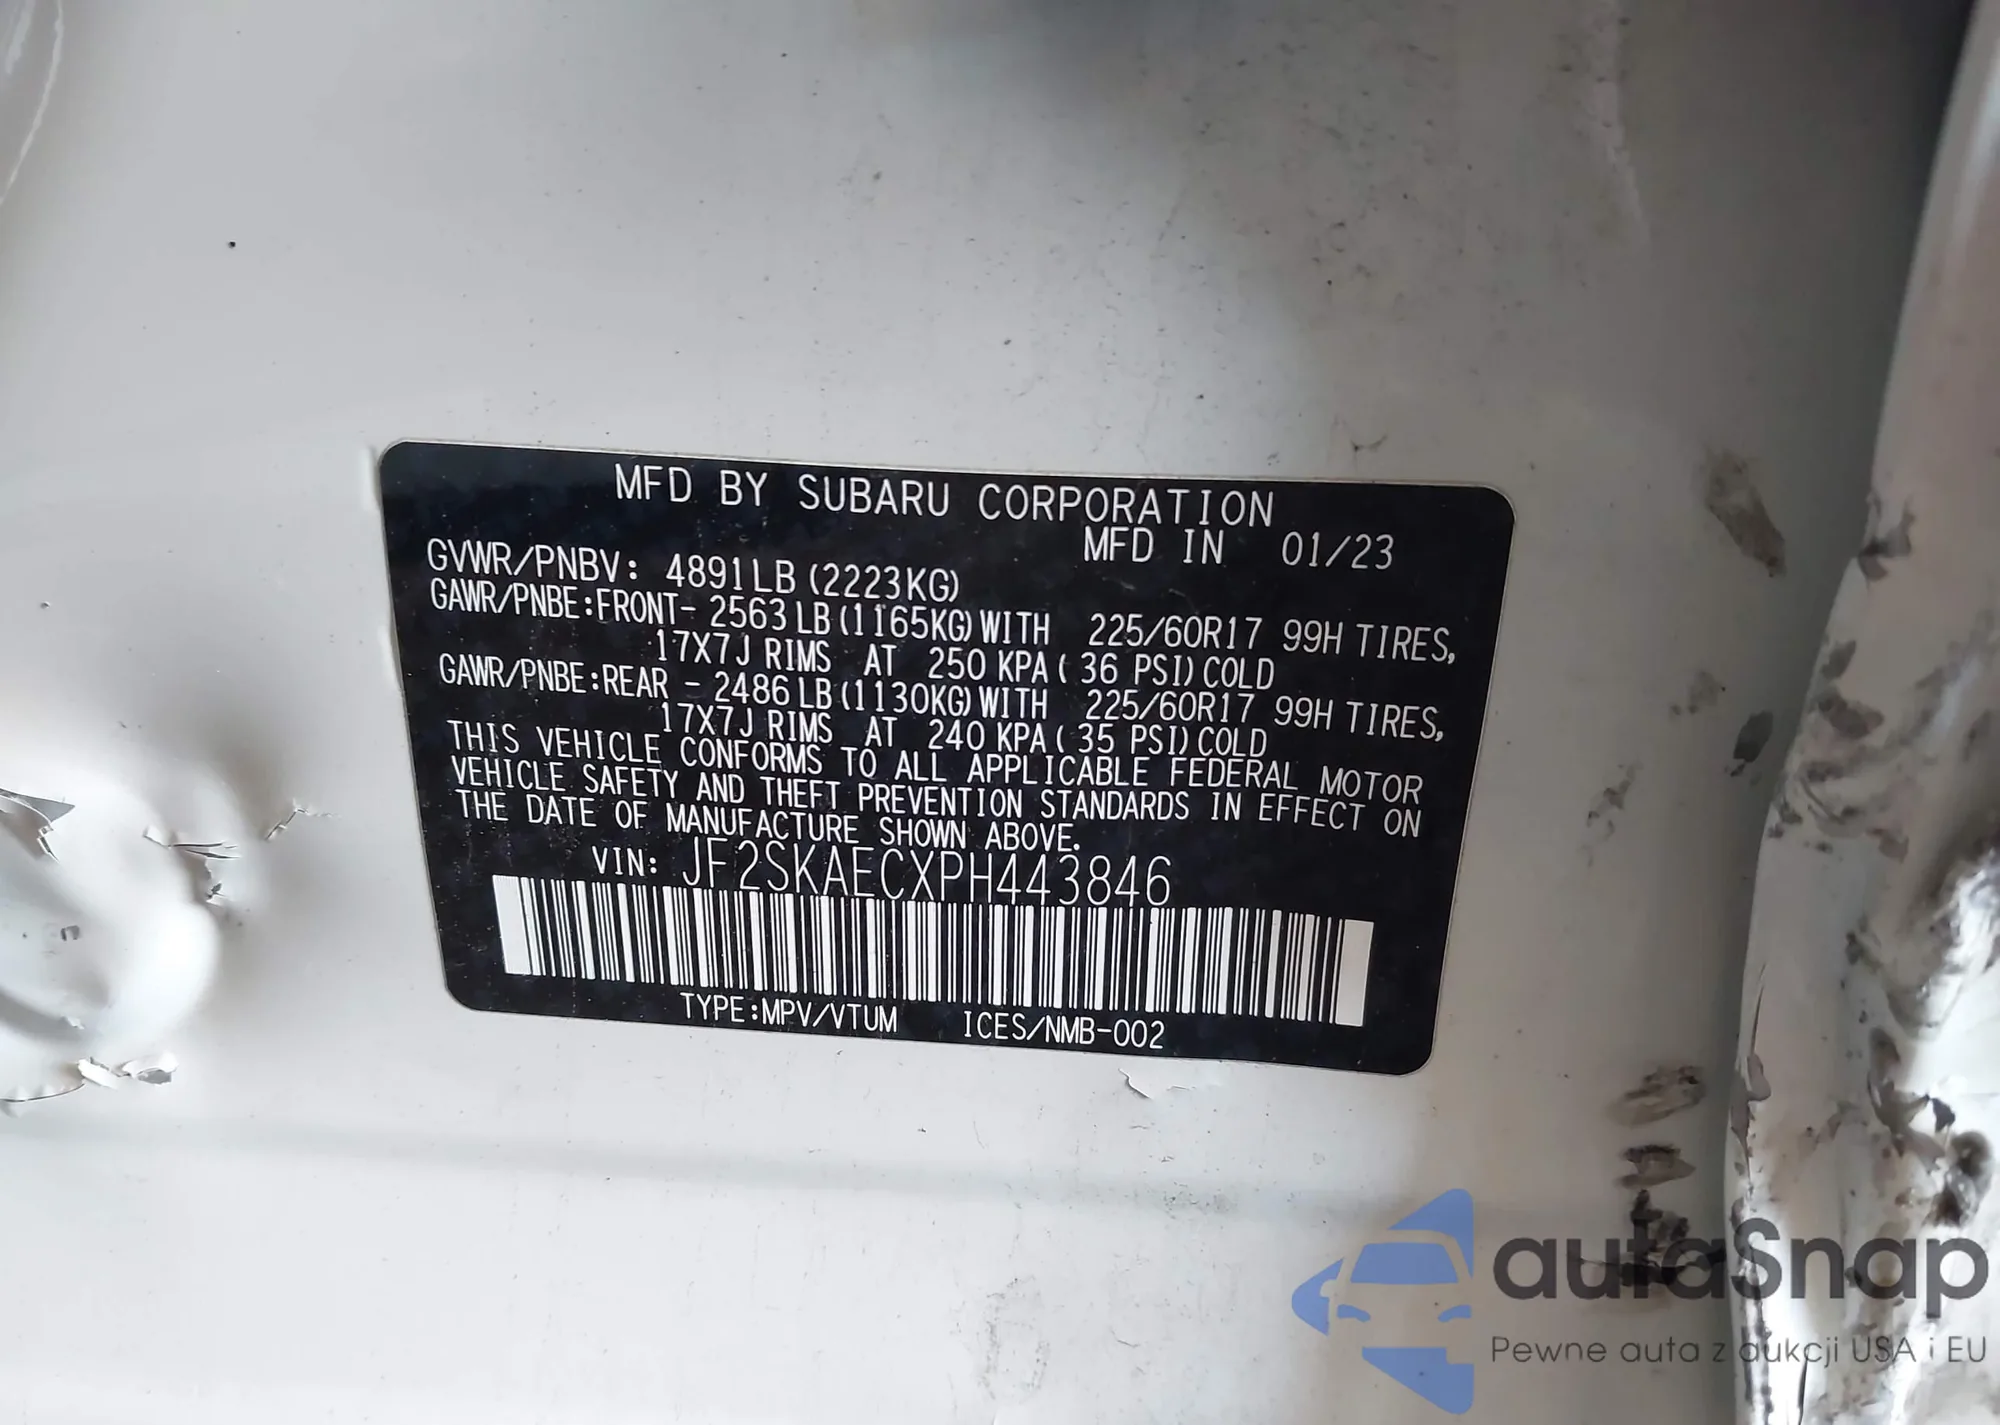 MFD BY SUBARU CORPORATION
MFD IN 01/23
GVWR/PNBV: 4891LB (2223KG)
GAWR/PNBE:FRONT- 2563LB (1165KG) WITH 225/60R17 99H TIRES,
17X7J RIMS AT 250 KPA ( 36 PSI) COLD
GAWR/PNBE:REAR - 2486LB (1130KG) WITH 225/60R17 99H TIRES,
17X7J RIMS AT 240 KPA ( 35 PSI) COLD
THIS VEHICLE CONFORMS TO ALL APPLICABLE FEDERAL MOTOR
VEHICLE SAFETY AND THEFT PREVENTION STANDARDS IN EFFECT ON
THE DATE OF MANUFACTURE SHOWN ABOVE.
VIN: JF2SKAECXPH443846
TYPE:MPV/VTUM ICES/NMB-002
autaSnap
Pewne auta z aukcji USA i EU